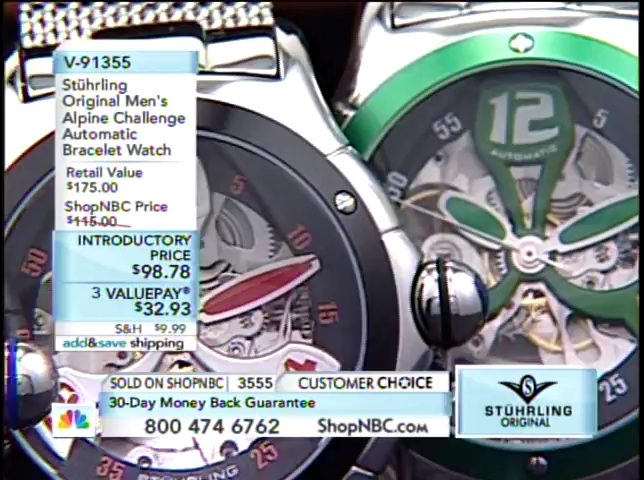 V-91355
Stührling
Original Men's
Alpine Challenge
Automatic
Bracelet Watch
Retail Value
$175.00
ShopNBC Price
$115.00
INTRODUCTORY
PRICE
$98.78
3 VALUEPAY®
$32.93
S&H $9.99
add&save shipping
SOLD ON SHOPNBC 3555 CUSTOMER CHOICE
30-Day Money Back Guarantee
800 474 6762 ShopNBC.com
S
STÜHRLING
ORIGINAL
5
10
15
25
35
50
STÜHRLING
12
AUTOMATIC
55
5
50
25